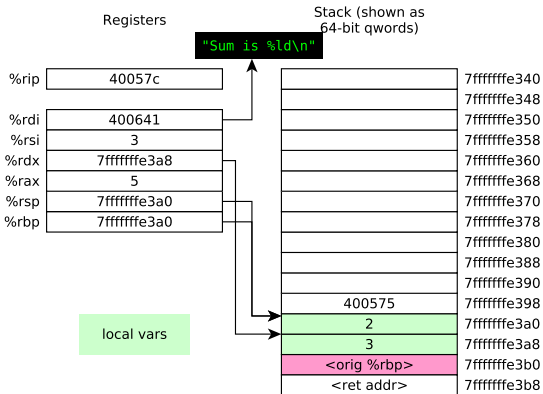 Registers
Stack (shown as
64-bit qwords)
"Sum is %ld\n"
%rip 40057c
%rdi 400641
%rsi 3
%rdx 7fffffffe3a8
%rax 5
%rsp 7fffffffe3a0
%rbp 7fffffffe3a0
local vars
7fffffffe340
7fffffffe348
7fffffffe350
7fffffffe358
7fffffffe360
7fffffffe368
7fffffffe370
7fffffffe378
7fffffffe380
7fffffffe388
7fffffffe390
400575 7fffffffe398
2 7fffffffe3a0
3 7fffffffe3a8
<orig %rbp> 7fffffffe3b0
<ret addr> 7fffffffe3b8